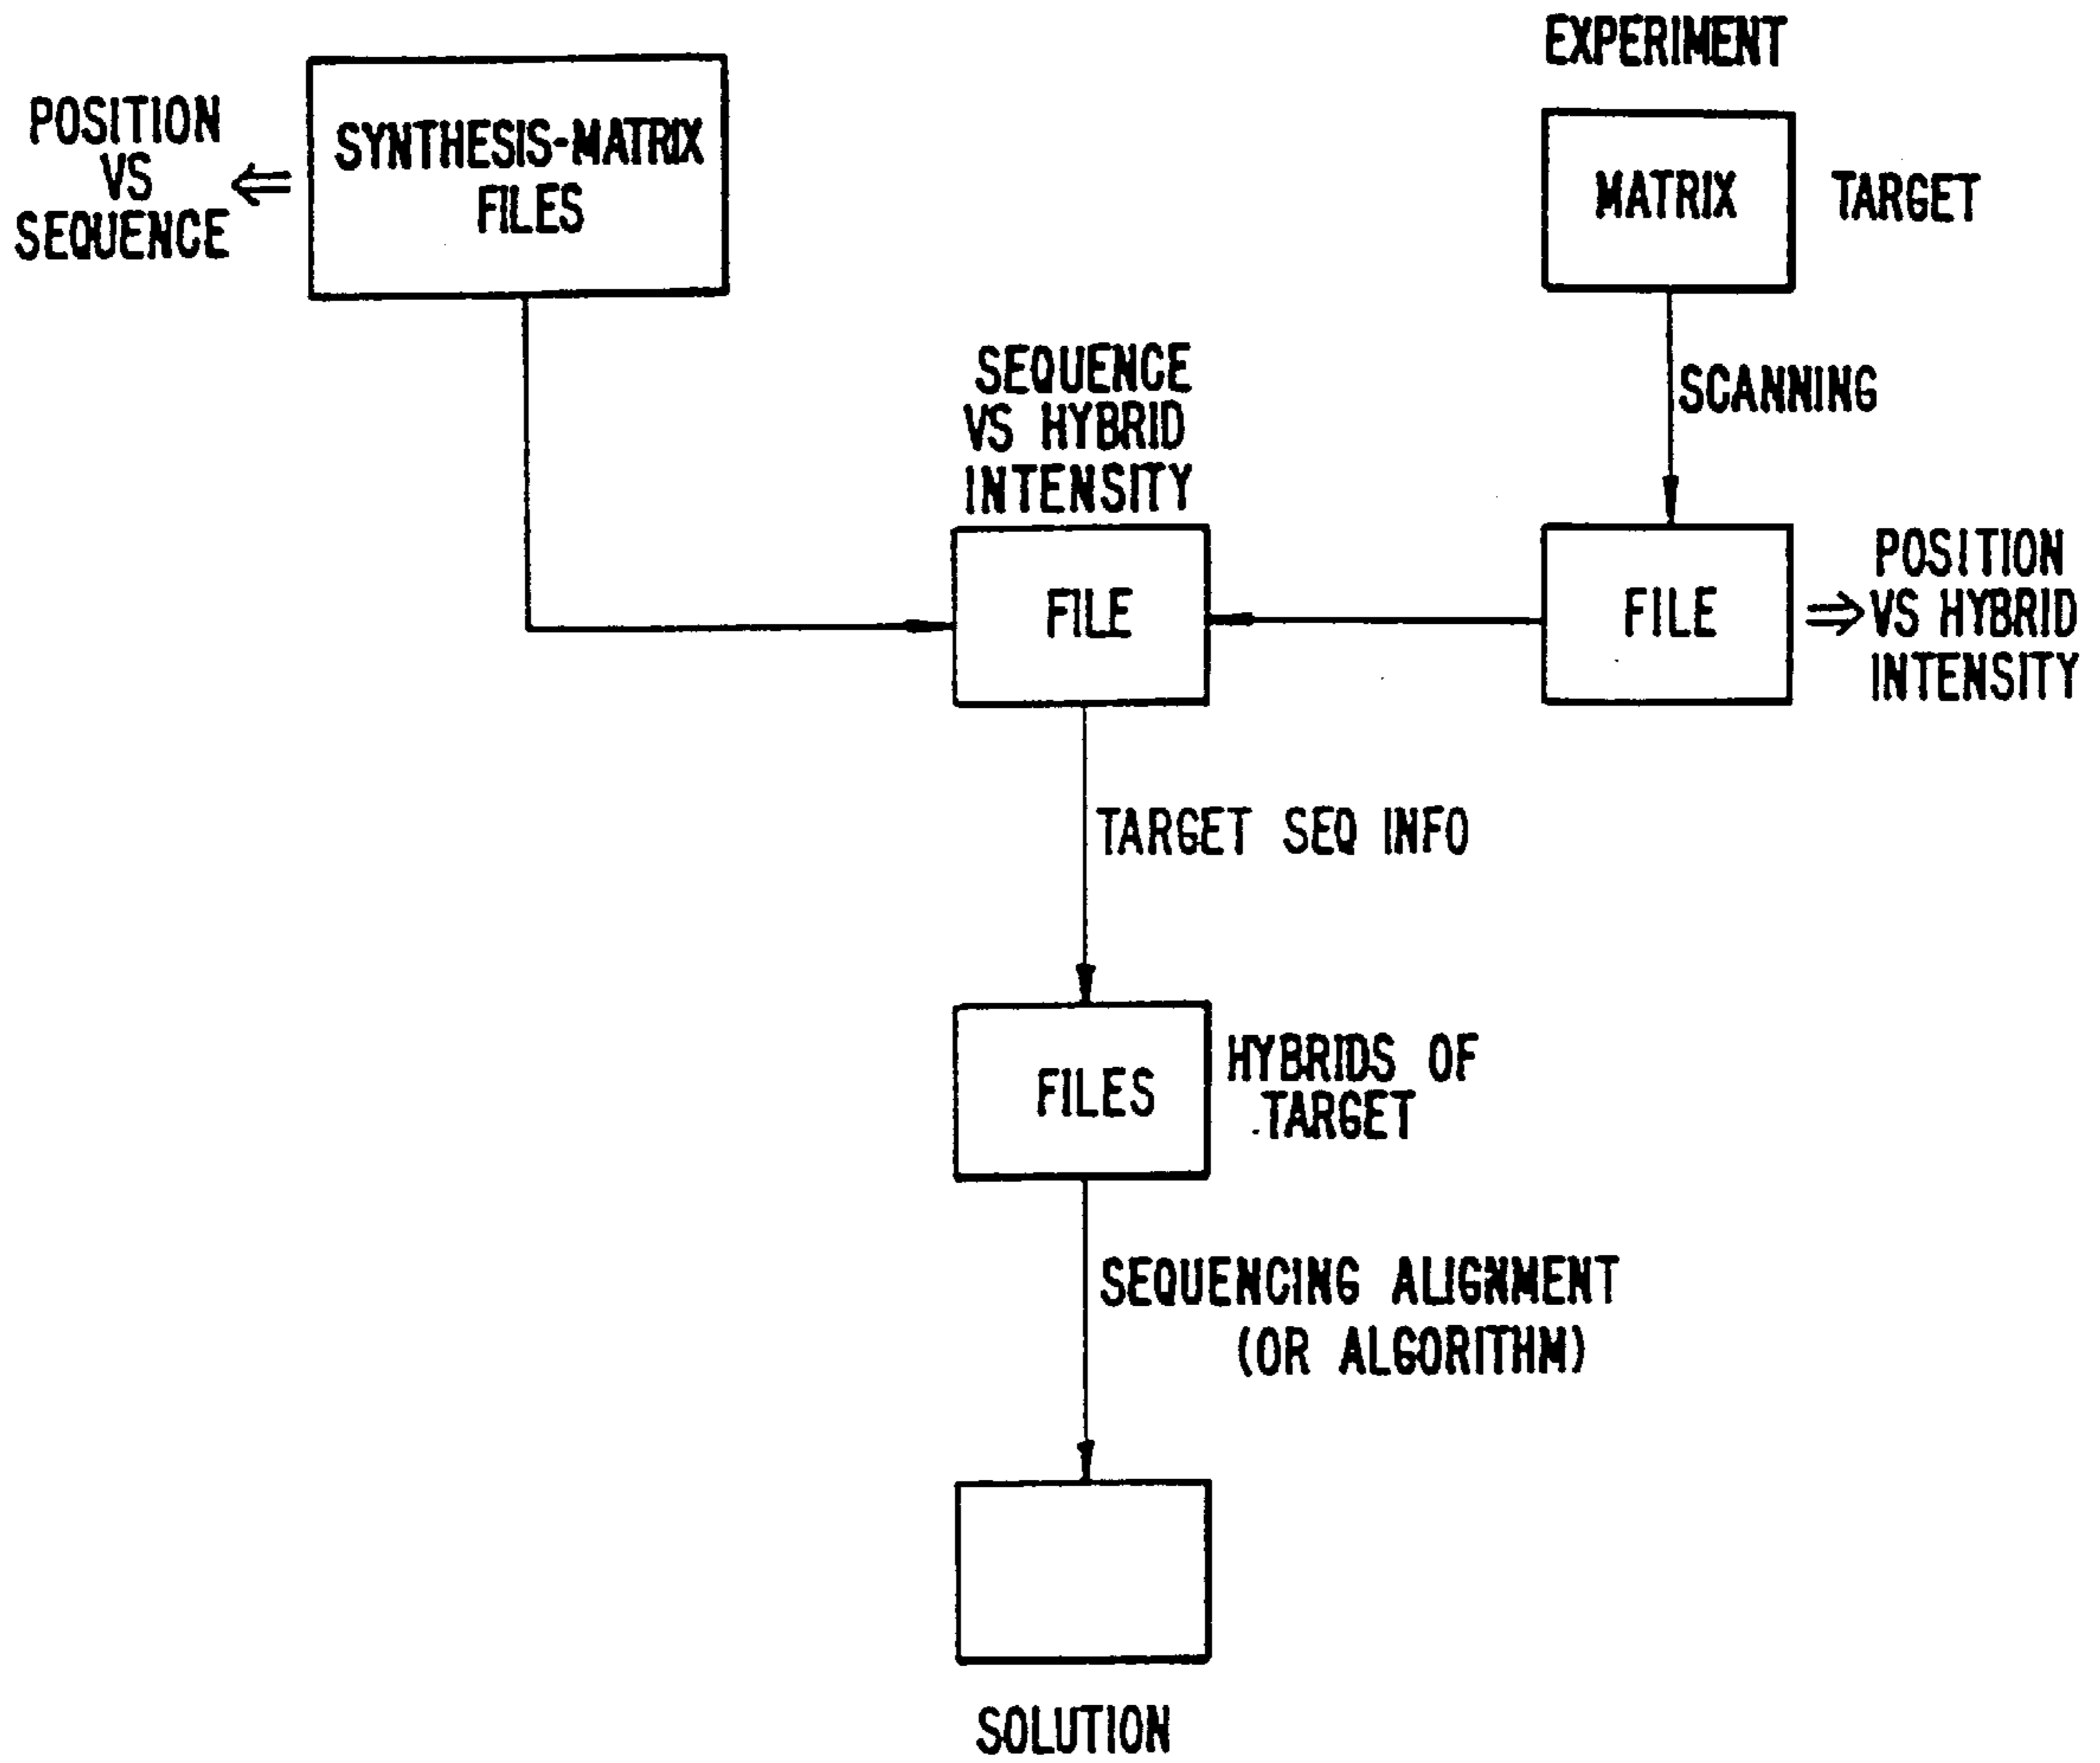 EXPERIMENT
POSITION
VS
SEQUENCE
SYNTHESIS-MATRIX
FILES
MATRIX
TARGET
SCANNING
SEQUENCE
VS HYBRID
INTENSITY
FILE
FILE
POSITION
VS HYBRID
INTENSITY
TARGET SEQ INFO
FILES
HYBRIDS OF
TARGET
SEQUENCING ALIGNMENT
(OR ALGORITHM)
SOLUTION